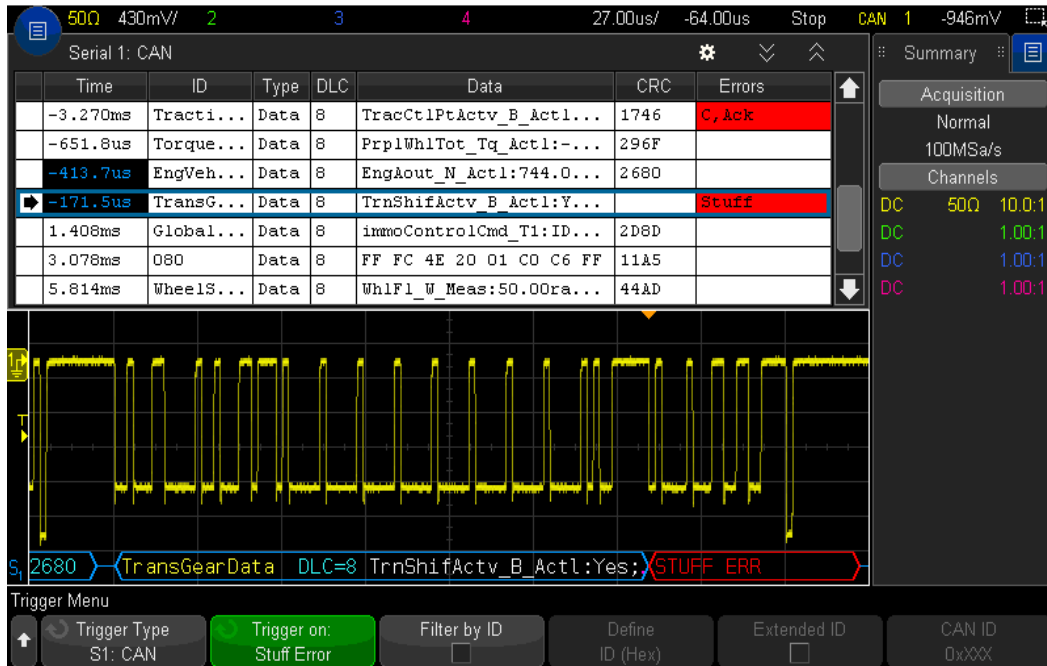 50Ω 430mV/ 2 3 4 27.00us/ -64.00us Stop CAN 1 -946mV
Serial 1: CAN
Summary
Time ID Type DLC Data CRC Errors
-3.270ms Tracti... Data 8 TracCtlPtActv_B_Actl... 1746 C,Ack
-651.8us Torque... Data 8 PrplWhlTot_Tq_Actl:-... 296F
-413.7us EngVeh... Data 8 EngAout_N_Actl:744.0... 2680
-171.5us TransG... Data 8 TrnShifActv_B_Actl:Y... Stuff
1.408ms Global... Data 8 immoControlCmd_T1:ID... 2D8D
3.078ms 080 Data 8 FF FC 4E 20 01 C0 C6 FF 11A5
5.814ms WheelS... Data 8 WhlFl_W_Meas:50.00ra... 44AD
Acquisition
Normal
100MSa/s
Channels
DC 50Ω 10.0:1
DC 1.00:1
DC 1.00:1
DC 1.00:1
1
T
S1 2680 TransGearData DLC=8 TrnShifActv_B_Actl:Yes; STUFF ERR
Trigger Menu
Trigger Type
S1: CAN
Trigger on:
Stuff Error
Filter by ID
Define
ID (Hex)
Extended ID
CAN ID
0xXXX